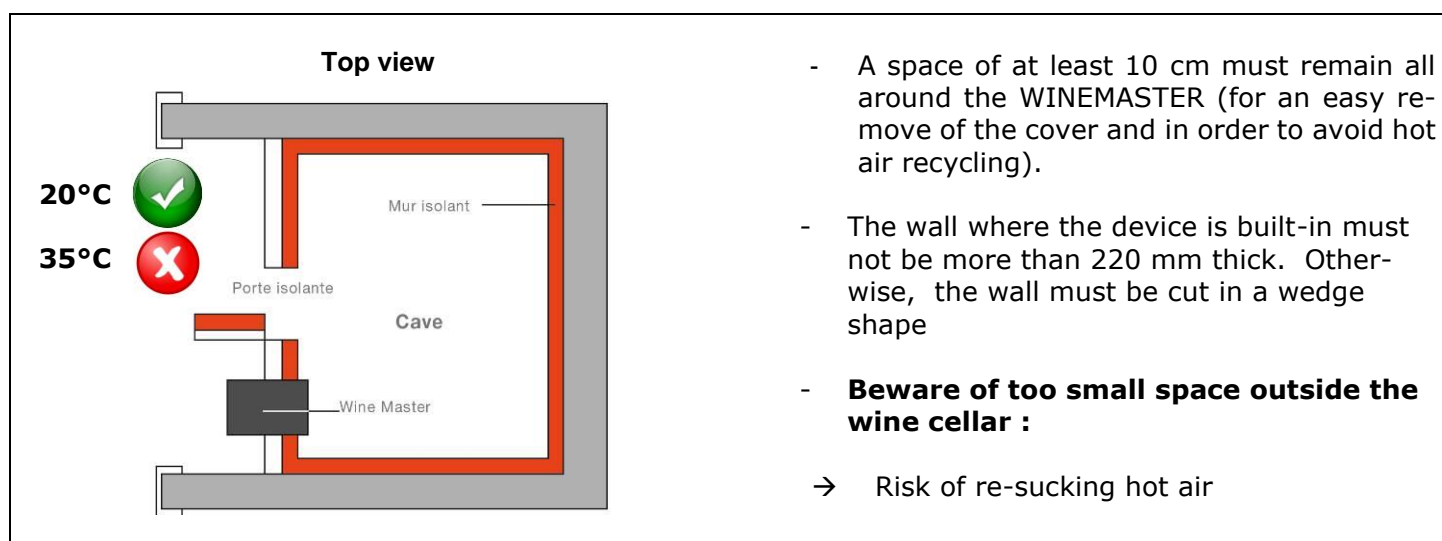 Top view
20°C
35°C
Mur isolant
Porte isolante
Cave
Wine Master
- A space of at least 10 cm must remain all
around the WINEMASTER (for an easy re-
move of the cover and in order to avoid hot
air recycling).
- The wall where the device is built-in must
not be more than 220 mm thick. Other-
wise, the wall must be cut in a wedge
shape
- Beware of too small space outside the
wine cellar :
→ Risk of re-sucking hot air